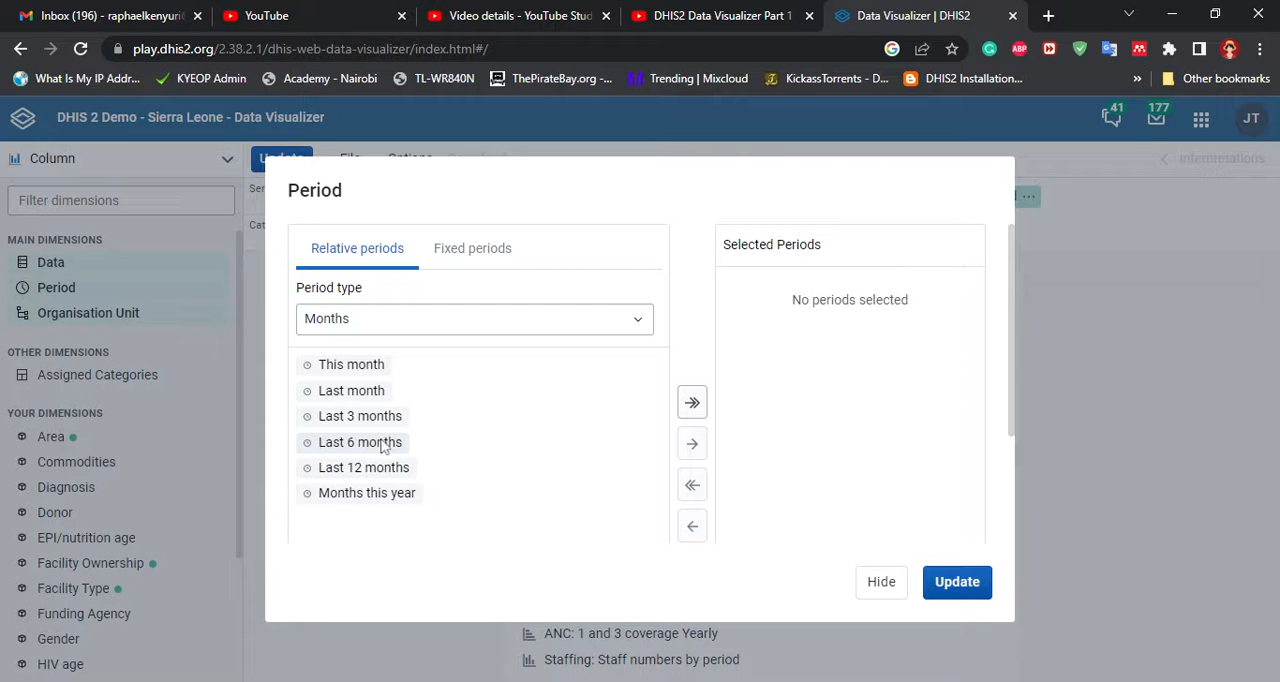 Inbox (196) - raphaelkenyuri@
YouTube
Video details - YouTube Stud
DHIS2 Data Visualizer Part 1
Data Visualizer | DHIS2
play.dhis2.org/2.38.2.1/dhis-web-data-visualizer/index.html#/
What Is My IP Addr...
KYEOP Admin
Academy - Nairobi
TL-WR840N
ThePirateBay.org -...
Trending | Mixcloud
KickassTorrents - D...
DHIS2 Installation...
»
Other bookmarks
DHIS 2 Demo - Sierra Leone - Data Visualizer
41
177
JT
Column
Update
File
Options
Download
Interpretations
Filter dimensions
MAIN DIMENSIONS
Data
Period
Organisation Unit
OTHER DIMENSIONS
Assigned Categories
YOUR DIMENSIONS
Area
Commodities
Diagnosis
Donor
EPI/nutrition age
Facility Ownership
Facility Type
Funding Agency
Gender
HIV age
Ser
Cat
Period
Relative periods
Fixed periods
Period type
Months
This month
Last month
Last 3 months
Last 6 months
Last 12 months
Months this year
Selected Periods
No periods selected
Hide
Update
ANC: 1 and 3 coverage Yearly
Staffing: Staff numbers by period